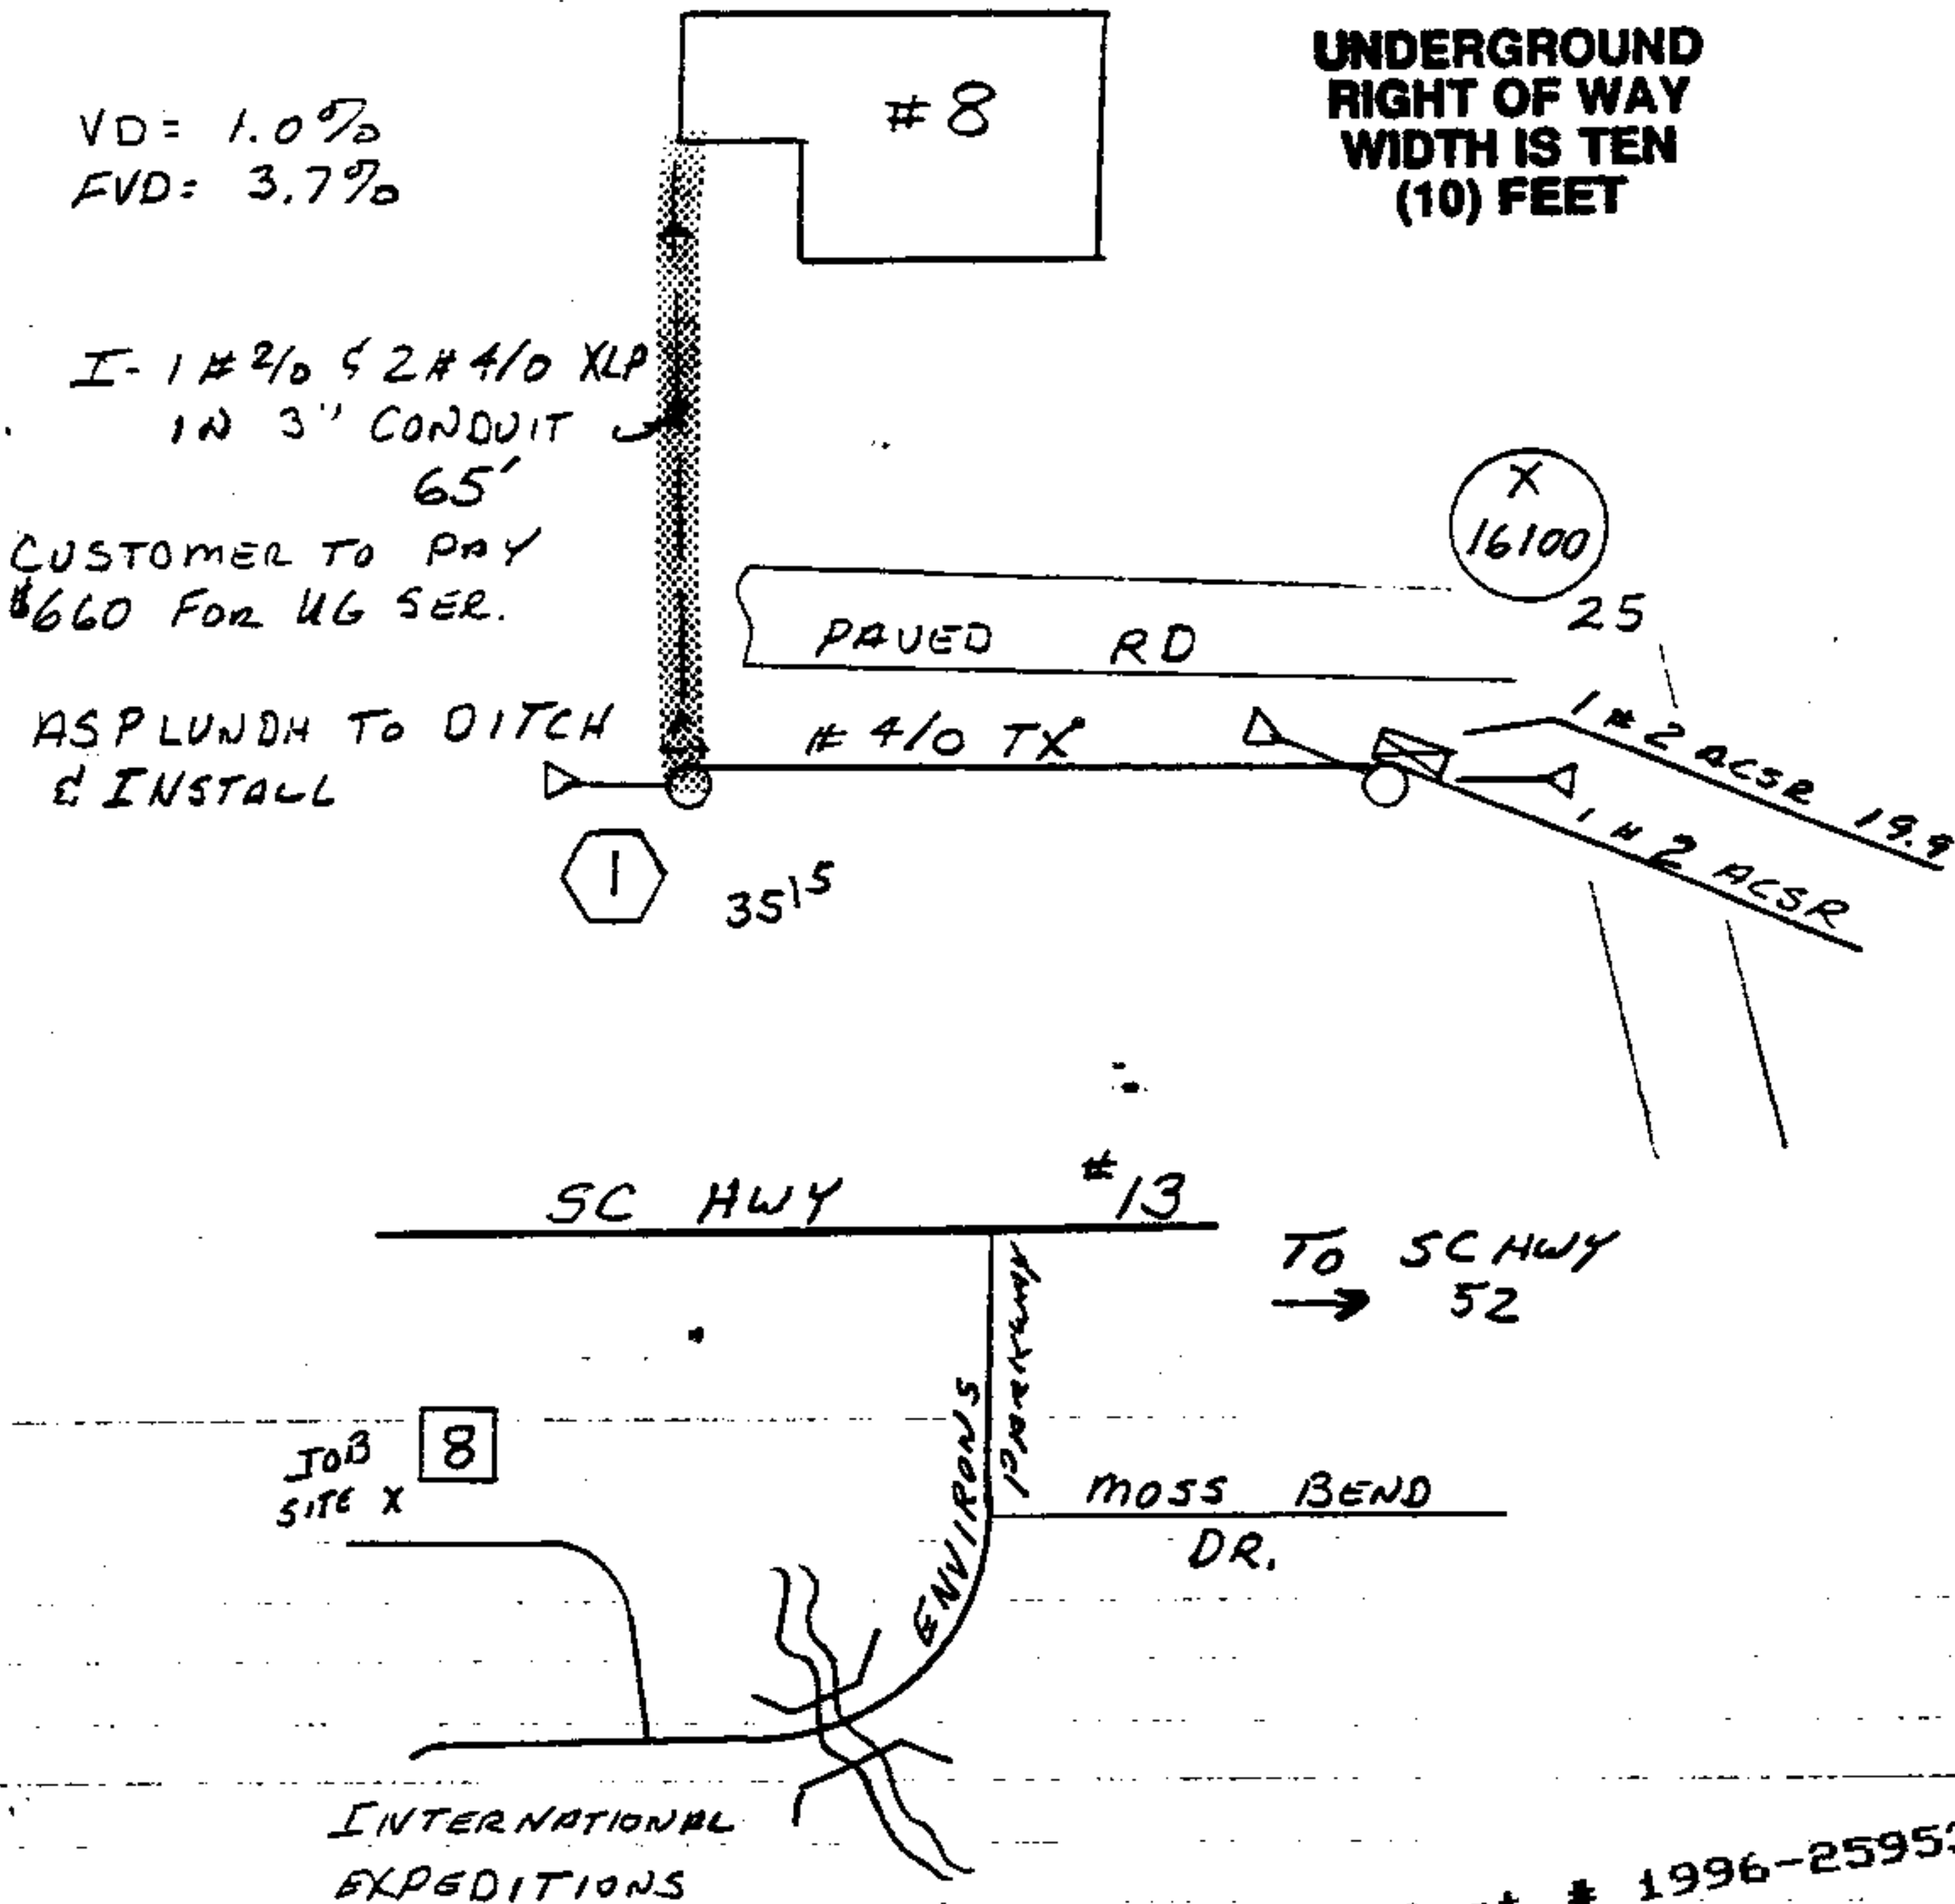 UNDERGROUND
RIGHT OF WAY
WIDTH IS TEN
(10) FEET
#8
VD= 1.0%
FVD= 3.7%
I- 1#2/0 & 2#4/0 XLP
IN 3" CONDUIT
65'
CUSTOMER TO PAY
$660 FOR UG SER.
ASPLUNDH TO DITCH
& INSTALL
X
16100
25
PAVED RD
#4/0 TX
1#2 ACSR 19.9
1#2 ACSR
1
35'5
SC HWY #13
TO SC HWY
→ 52
PARKWAY
ENVIRONS
JOB
SITE X
8
MOSS BEND
DR.
INTERNATIONAL
EXPEDITIONS
# 1996-2595